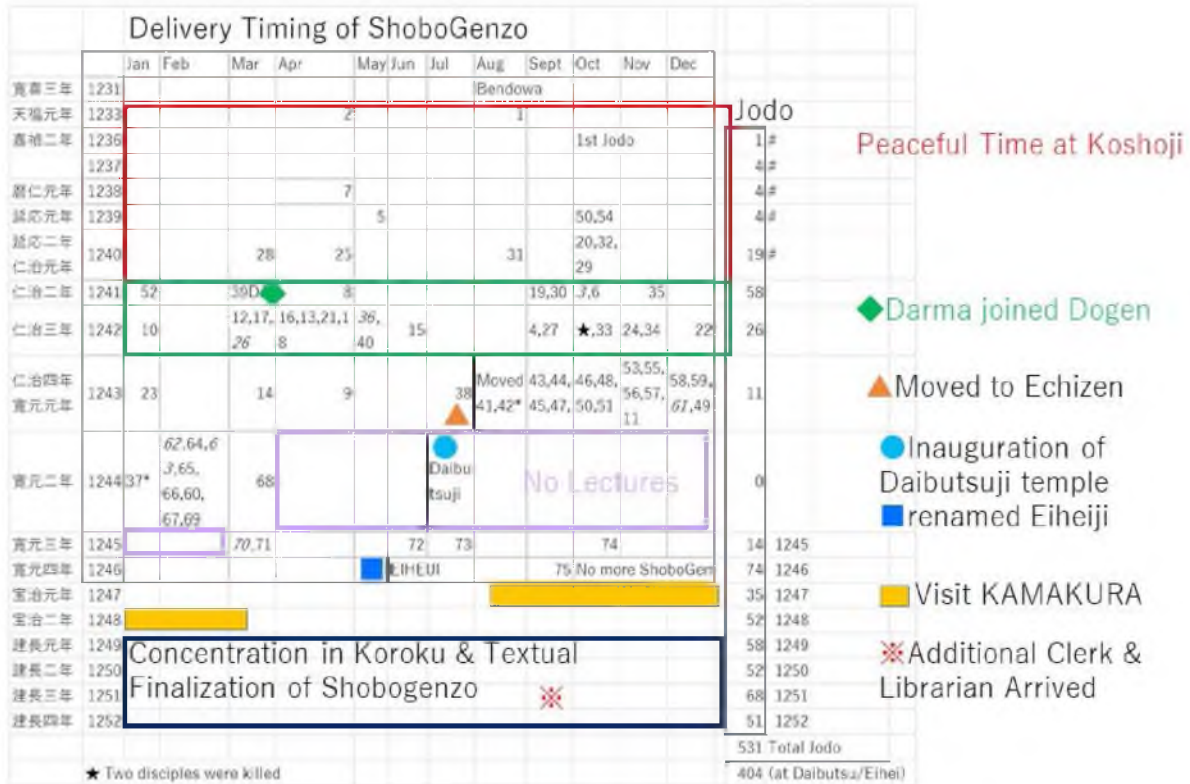 Delivery Timing of ShoboGenzo
Jan Feb Mar Apr May Jun Jul Aug Sept Oct Nov Dec
寛喜三年 1231 Bendowa
天福元年 1233 2 1
Jodo
嘉禎二年 1236 1st Jodo 1 #
Peaceful Time at Koshoji
1237 4 #
暦仁元年 1238 7 4 #
延応元年 1239 5 50,54 4 #
延応二年 仁治元年 1240 28 25 31 20,32, 29 19 #
仁治二年 1241 52 39D 8 19,30 3,6 35 58
Darma joined Dogen
仁治三年 1242 10 12,17, 26 16,13,21,1 8 36, 40 15 4,27 ★,33 24,34 22 26
仁治四年 寛元元年 1243 23 14 9 38 Moved 41,42* 43,44, 45,47, 46,48, 50,51 53,55, 56,57, 11 58,59, 61,49 11
Moved to Echizen
寛元二年 1244 37* 62,64,6 3,65, 66,60, 67,69 68 Daibu tsuji No Lectures 0
Inauguration of
Daibutsuji temple
renamed Eiheiji
寛元三年 1245 70,71 72 73 74 14 1245
寛元四年 1246 EIHEIJI 75 No more ShoboGen 74 1246
宝治元年 1247 35 1247
Visit KAMAKURA
宝治二年 1248 52 1248
建長元年 1249 58 1249
Concentration in Koroku & Textual
建長二年 1250 52 1250
Finalization of Shobogenzo ※
建長三年 1251 68 1251
※Additional Clerk &
Librarian Arrived
建長四年 1252 51 1252
531 Total Jodo
★ Two disciples were killed
404 (at Daibutsu/Eihei)